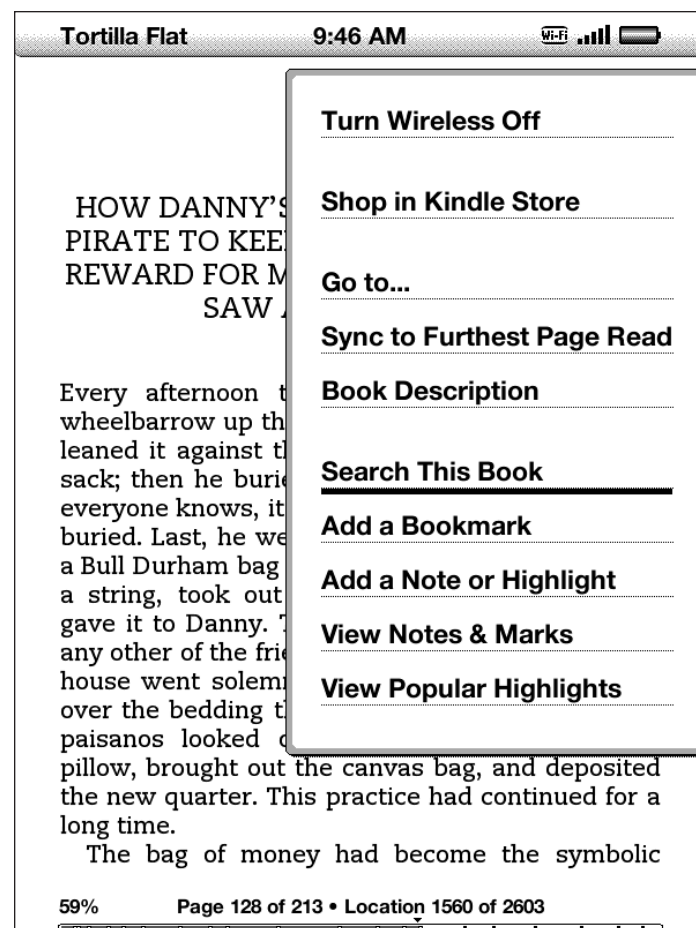 Tortilla Flat 9:46 AM Wi-Fi
Turn Wireless Off
Shop in Kindle Store
Go to...
Sync to Furthest Page Read
Book Description
Search This Book
Add a Bookmark
Add a Note or Highlight
View Notes & Marks
View Popular Highlights
HOW DANNY'S
PIRATE TO
REWARD FOR
SAW
Every afternoon
wheelbarrow up
leaned it against
sack; then he
everyone knows, it
buried. Last, he
a Bull Durham bag
a string, took out
gave it to Danny.
any other of the
house went
over the bedding
paisanos looked
pillow, brought out the canvas bag, and deposited
the new quarter. This practice had continued for a
long time.
The bag of money had become the symbolic
59% Page 128 of 213 • Location 1560 of 2603